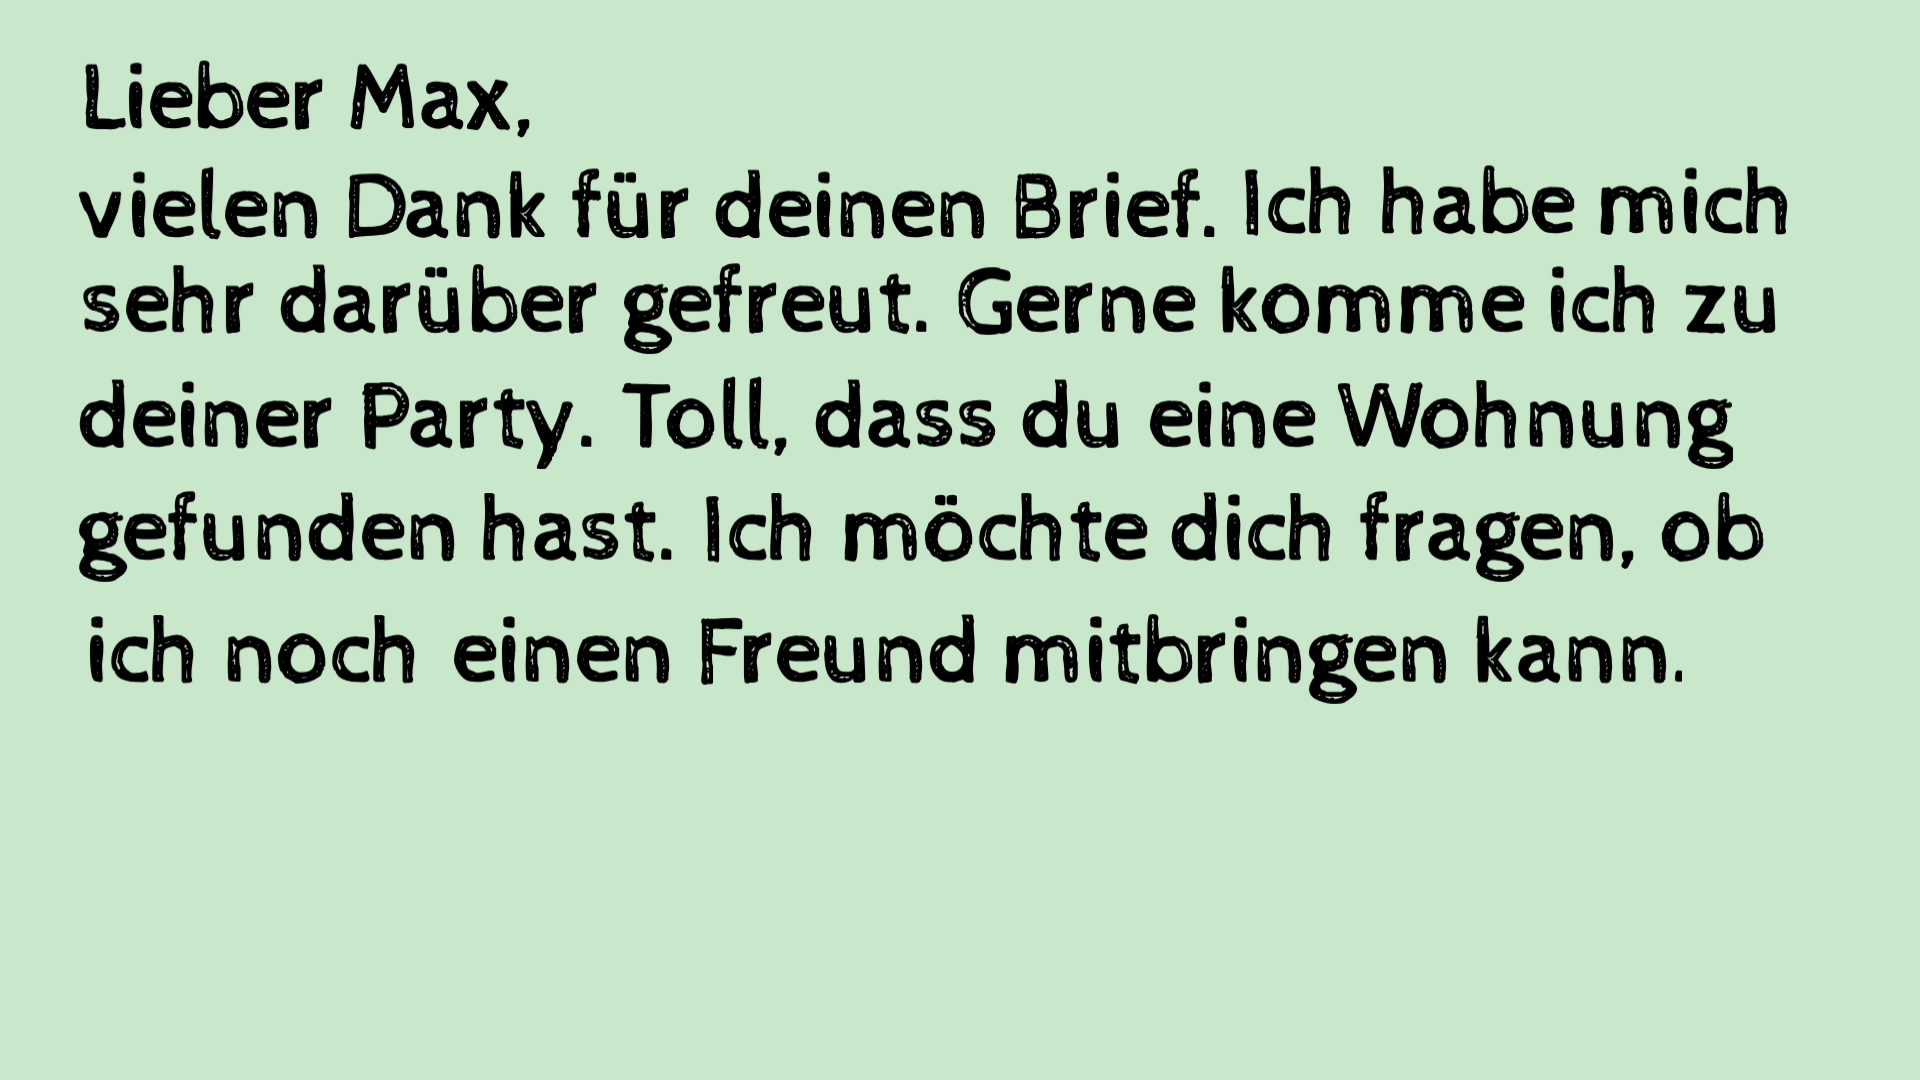 Lieber Max,
vielen Dank für deinen Brief. Ich habe mich
sehr darüber gefreut. Gerne komme ich zu
deiner Party. Toll, dass du eine Wohnung
gefunden hast. Ich möchte dich fragen, ob
ich noch einen Freund mitbringen kann.